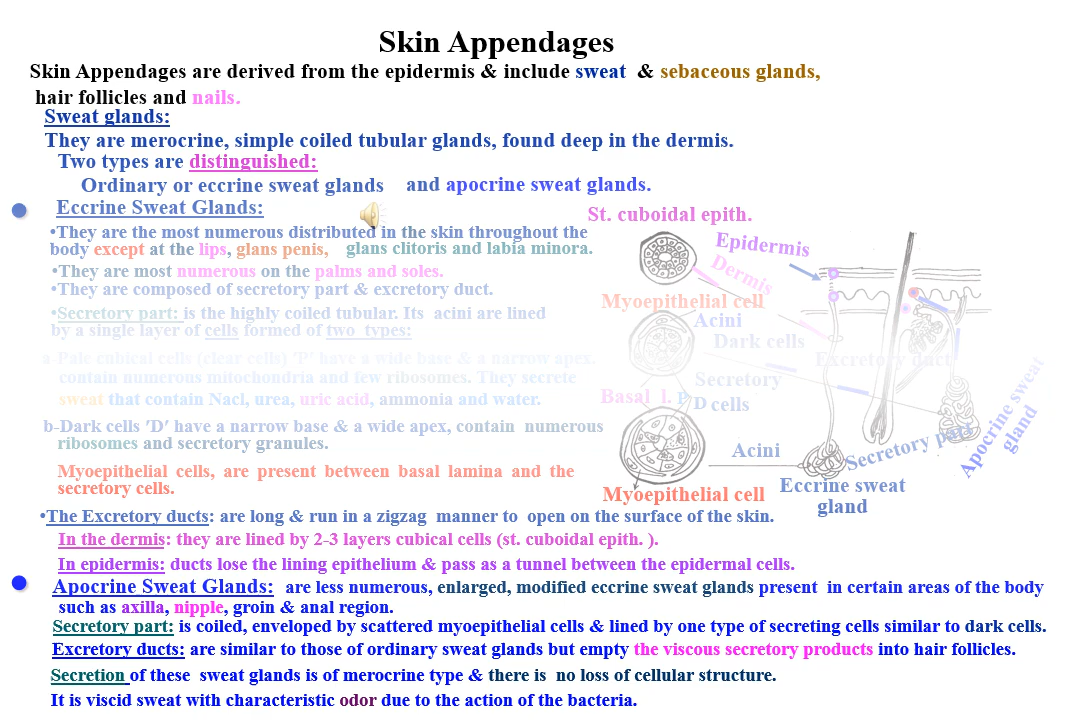 Skin Appendages
Skin Appendages are derived from the epidermis & include sweat & sebaceous glands,
hair follicles and nails.
Sweat glands:
They are merocrine, simple coiled tubular glands, found deep in the dermis.
Two types are distinguished:
Ordinary or eccrine sweat glands and apocrine sweat glands.
Eccrine Sweat Glands:
•They are the most numerous distributed in the skin throughout the
body except at the lips, glans penis, glans clitoris and labia minora.
•They are most numerous on the palms and soles.
•They are composed of secretory part & excretory duct.
•Secretory part: is the highly coiled tubular. Its acini are lined
by a single layer of cells formed of two types:
a-Pale cubical cells (clear cells) 'P' have a wide base & a narrow apex.
contain numerous mitochondria and few ribosomes. They secrete
sweat that contain Nacl, urea, uric acid, ammonia and water.
b-Dark cells 'D' have a narrow base & a wide apex, contain numerous
ribosomes and secretory granules.
Myoepithelial cells, are present between basal lamina and the
secretory cells.
St. cuboidal epith.
Epidermis
Dermis
Myoepithelial cell
Acini
Dark cells
Excretory duct
Secretory
Basal l. P
D cells
Acini
Secretory part
Apocrine sweat
gland
Myoepithelial cell
Eccrine sweat
gland
•The Excretory ducts: are long & run in a zigzag manner to open on the surface of the skin.
In the dermis: they are lined by 2-3 layers cubical cells (st. cuboidal epith. ).
In epidermis: ducts lose the lining epithelium & pass as a tunnel between the epidermal cells.
Apocrine Sweat Glands: are less numerous, enlarged, modified eccrine sweat glands present in certain areas of the body
such as axilla, nipple, groin & anal region.
Secretory part: is coiled, enveloped by scattered myoepithelial cells & lined by one type of secreting cells similar to dark cells.
Excretory ducts: are similar to those of ordinary sweat glands but empty the viscous secretory products into hair follicles.
Secretion of these sweat glands is of merocrine type & there is no loss of cellular structure.
It is viscid sweat with characteristic odor due to the action of the bacteria.